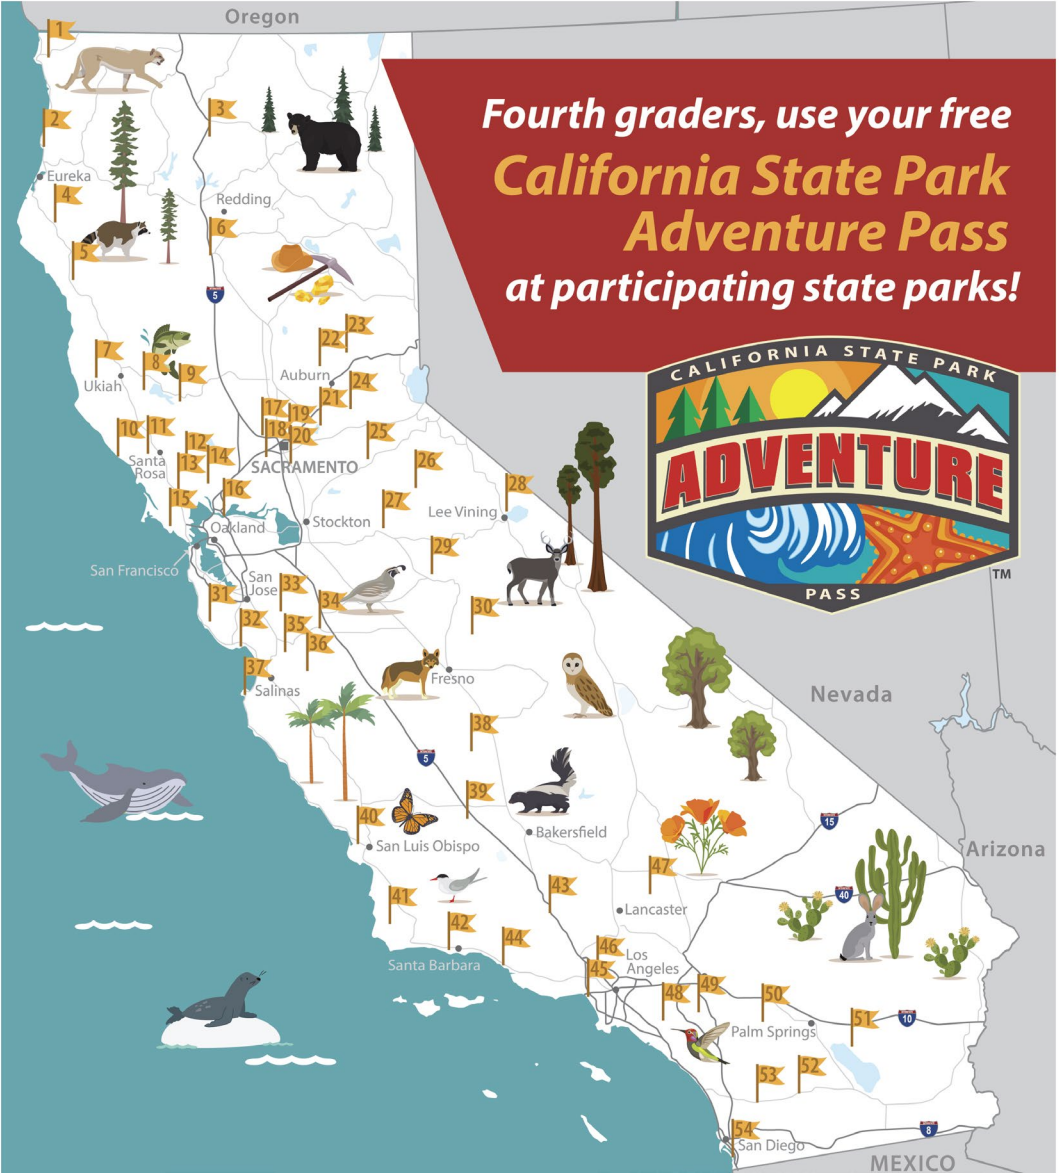 Oregon
Fourth graders, use your free
California State Park
Adventure Pass
at participating state parks!
CALIFORNIA STATE PARK
ADVENTURE
PASS
TM
1
2
3
Eureka
4
Redding
6
5
5
23
22
7
8
9
Auburn
24
Ukiah
21
17
19
10
11
18
20
25
12
14
13
Santa
Rosa
SACRAMENTO
26
28
16
15
27
Lee Vining
Oakland
Stockton
29
San Francisco
San
Jose
33
31
34
30
32
35
36
37
Fresno
Salinas
Nevada
38
5
39
40
15
Bakersfield
San Luis Obispo
Arizona
47
43
40
41
Lancaster
42
44
46
Santa Barbara
45
Los
Angeles
49
48
50
51
10
Palm Springs
52
53
54
8
San Diego
MEXICO